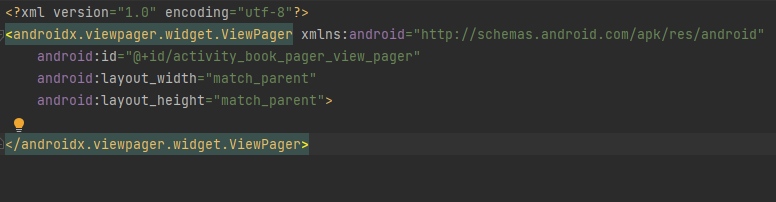 <?xml version="1.0" encoding="utf-8"?>
<androidx.viewpager.widget.ViewPager xmlns:android="http://schemas.android.com/apk/res/android"
    android:id="@+id/activity_book_pager_view_pager"
    android:layout_width="match_parent"
    android:layout_height="match_parent">
</androidx.viewpager.widget.ViewPager>